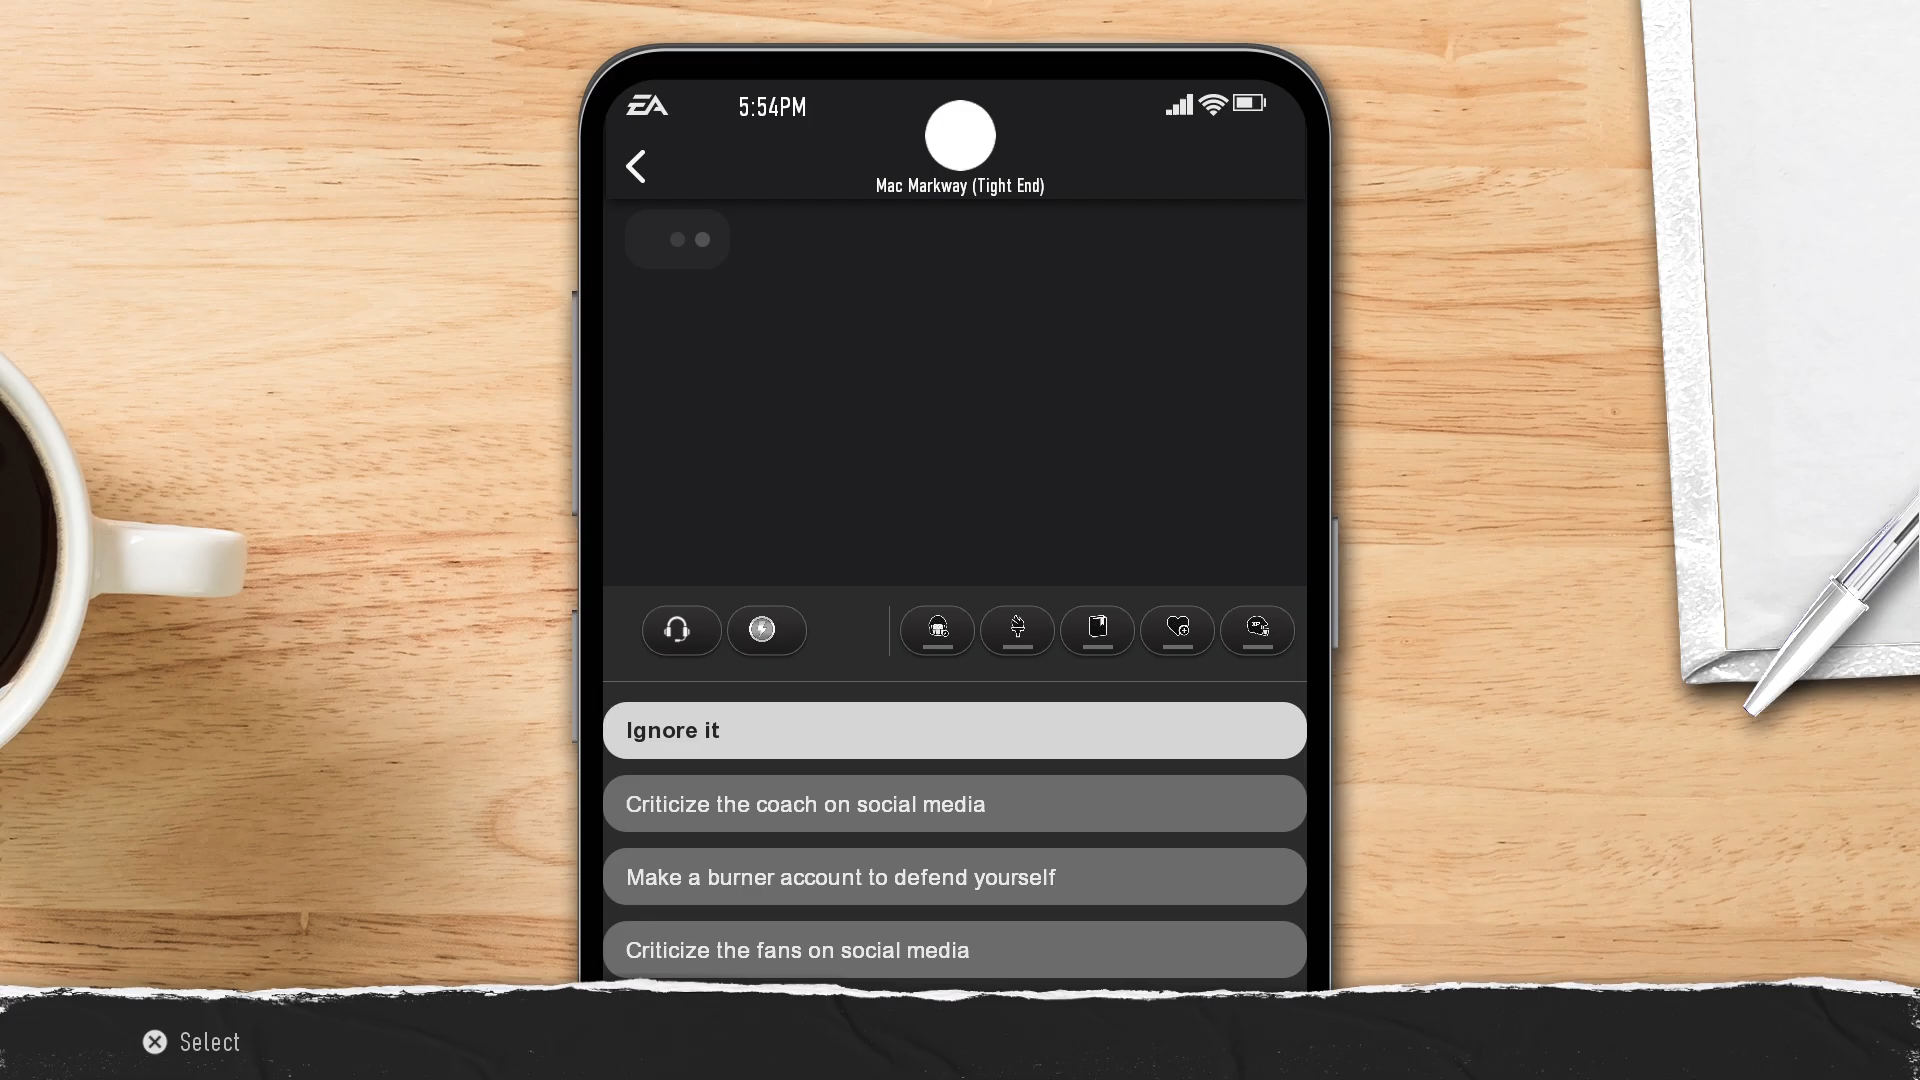 EA
5:54PM
Mac Markway (Tight End)
XP
Ignore it
Criticize the coach on social media
Make a burner account to defend yourself
Criticize the fans on social media
Select